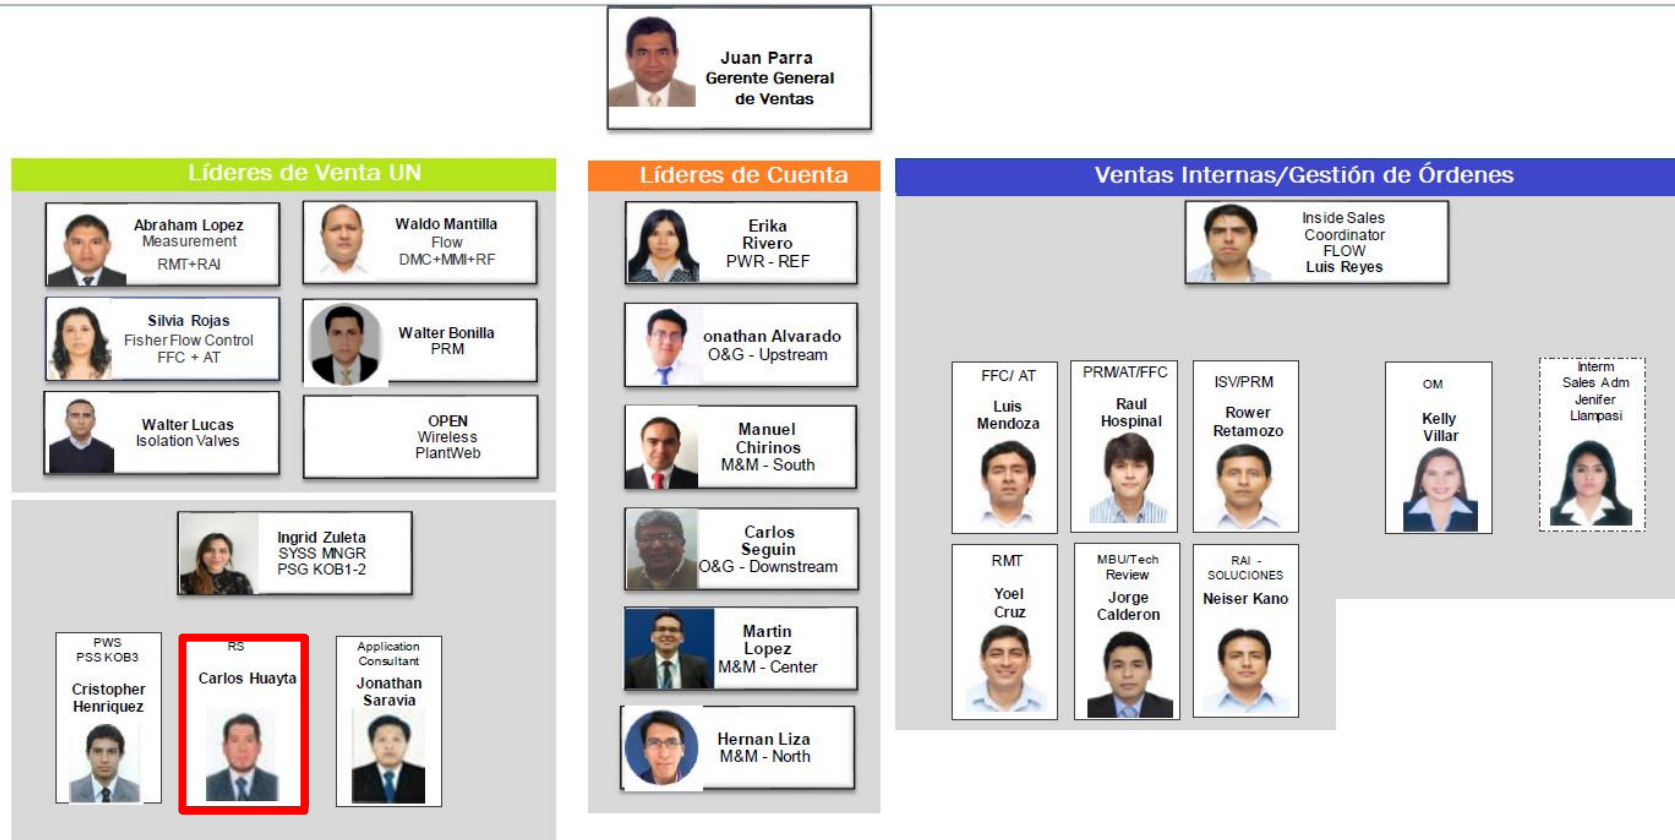 Juan Parra
Gerente General
de Ventas
Líderes de Venta UN
Abraham Lopez
Measurement
RMT+RAI
Waldo Mantilla
Flow
DMC+MMI+RF
Silvia Rojas
Fisher Flow Control
FFC + AT
Walter Bonilla
PRM
Walter Lucas
Isolation Valves
OPEN
Wireless
PlantWeb
Ingrid Zuleta
SYSS MNGR
PSG KOB1-2
PWS
PSS KOB3
Cristopher
Henriquez
RS
Carlos Huayta
Application
Consultant
Jonathan
Saravia
Líderes de Cuenta
Erika
Rivero
PWR - REF
onathan Alvarado
O&G - Upstream
Manuel
Chirinos
M&M - South
Carlos
Seguin
O&G - Downstream
Martin
Lopez
M&M - Center
Hernan Liza
M&M - North
Ventas Internas/Gestión de Órdenes
Inside Sales
Coordinator
FLOW
Luis Reyes
FFC/ AT
Luis
Mendoza
PRM/AT/FFC
Raul
Hospinal
ISV/PRM
Rower
Retamozo
OM
Kelly
Villar
Interm
Sales Adm
Jenifer
Llampasi
RMT
Yoel
Cruz
MBU/Tech
Review
Jorge
Calderon
RAI -
SOLUCIONES
Neiser Kano